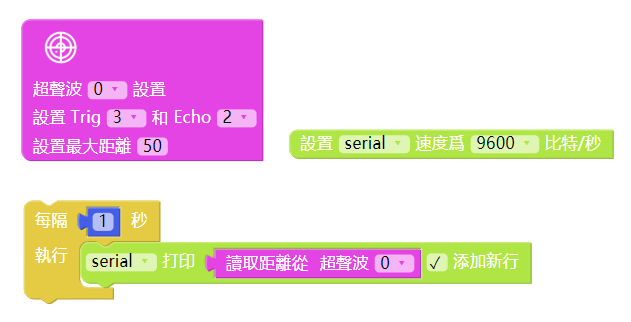 超聲波 0 設置
設置 Trig 3 和 Echo 2
設置最大距離 50
設置 serial 速度爲 9600 比特/秒
每隔 1 秒
執行 serial 打印 讀取距離從 超聲波 0 ✓ 添加新行